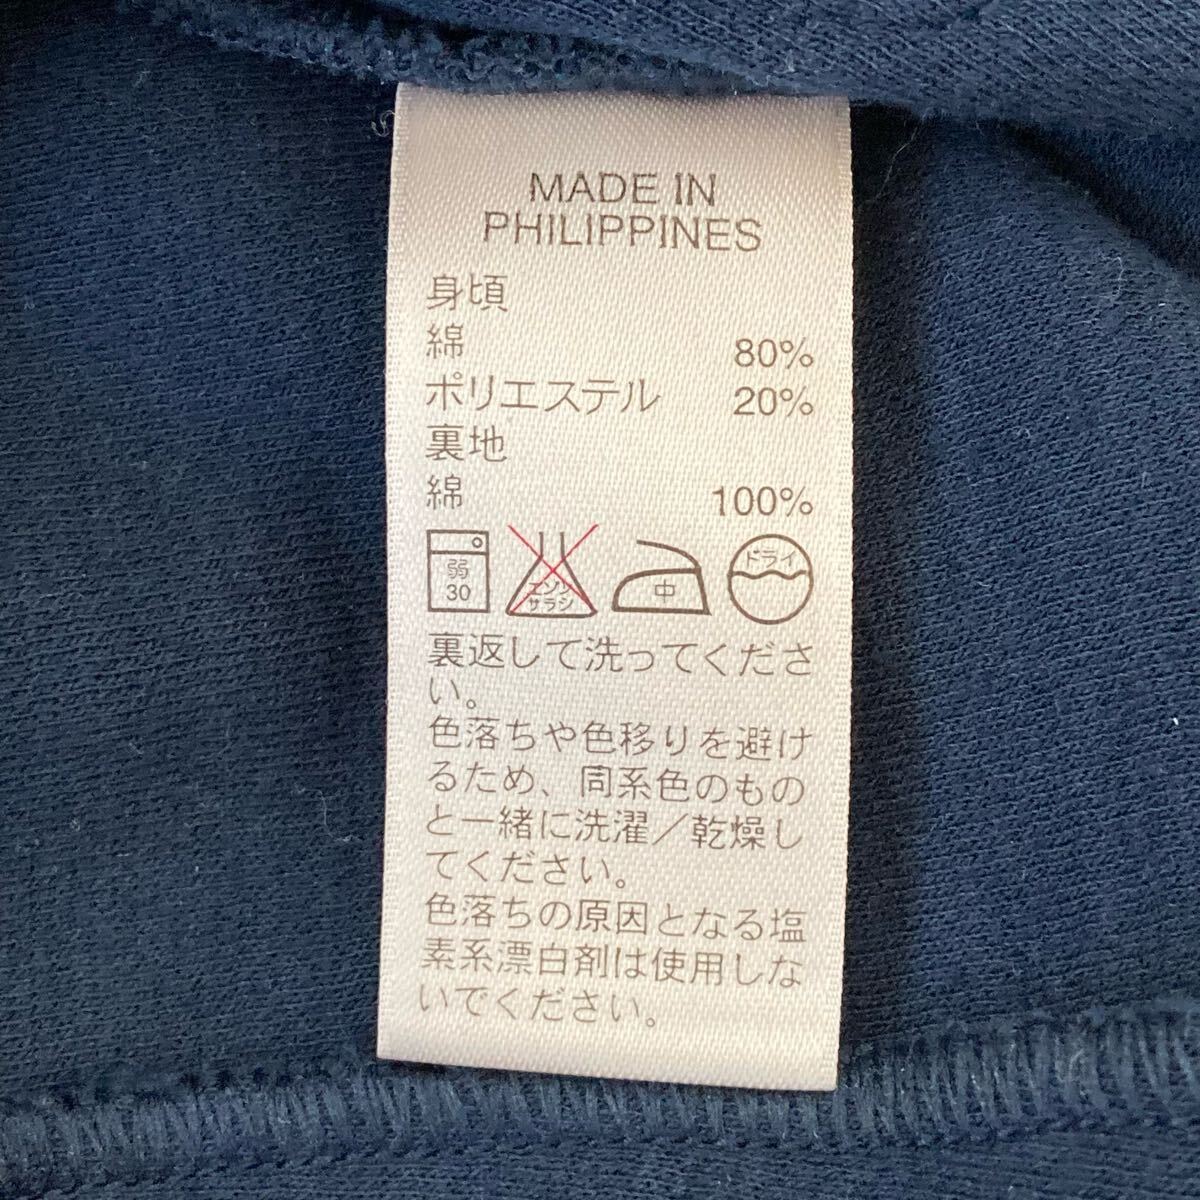 MADE IN
PHILIPPINES
身頃
綿 80%
ポリエステル 20%
裏地
綿 100%
弱
30
エンソ
サラシ
中
ドライ
裏返して洗ってくださ
い。
色落ちや色移りを避け
るため、同系色のもの
と一緒に洗濯/乾燥し
てください。
色落ちの原因となる塩
素系漂白剤は使用しな
いでください。